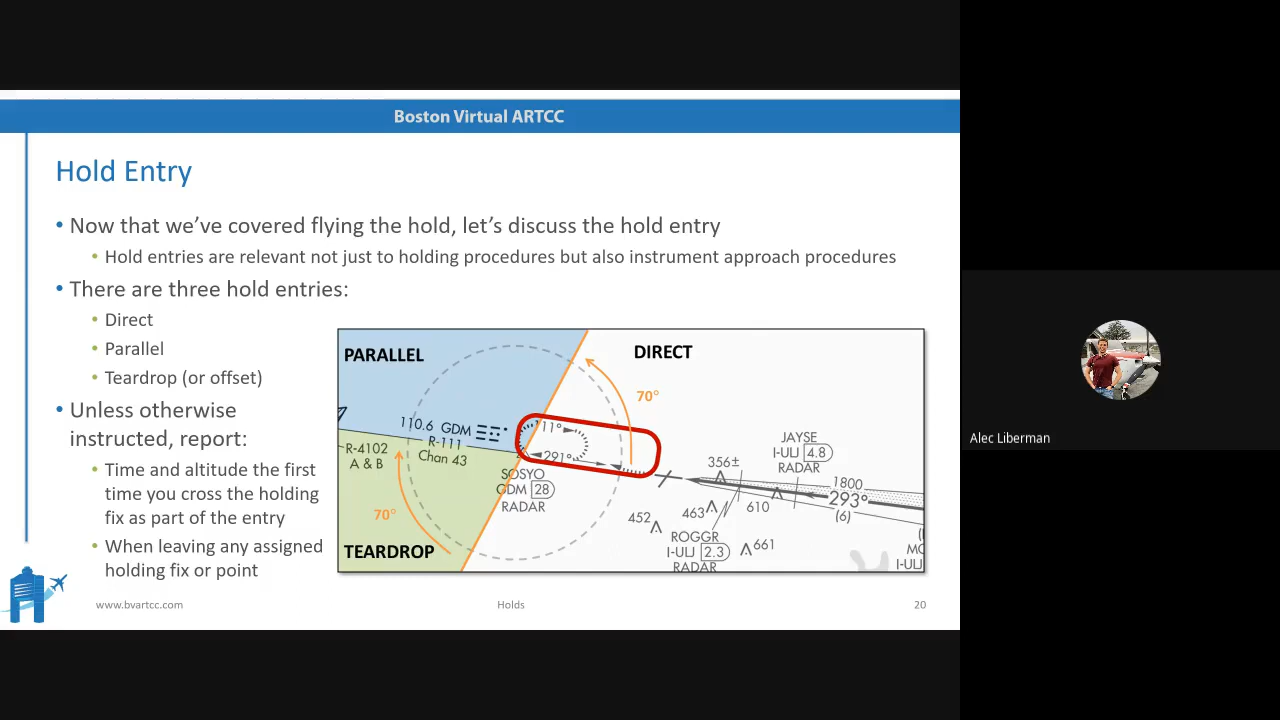 Boston Virtual ARTCC
Hold Entry
• Now that we've covered flying the hold, let's discuss the hold entry
• Hold entries are relevant not just to holding procedures but also instrument approach procedures
• There are three hold entries:
• Direct
• Parallel
• Teardrop (or offset)
• Unless otherwise
instructed, report:
• Time and altitude the first
time you cross the holding
fix as part of the entry
• When leaving any assigned
holding fix or point
PARALLEL
DIRECT
70°
110.6 GDM
R-111
Chan 43
R-4102
A & B
291°
SOSYO
GDM 28
RADAR
70°
TEARDROP
JAYSE
I-ULJ 4.8
RADAR
356±
1800
293°
(6)
610
463
452
ROGGR
I-ULJ 2.3
RADAR
661
I-ULJ
www.bvartcc.com
Holds
20
Alec Liberman